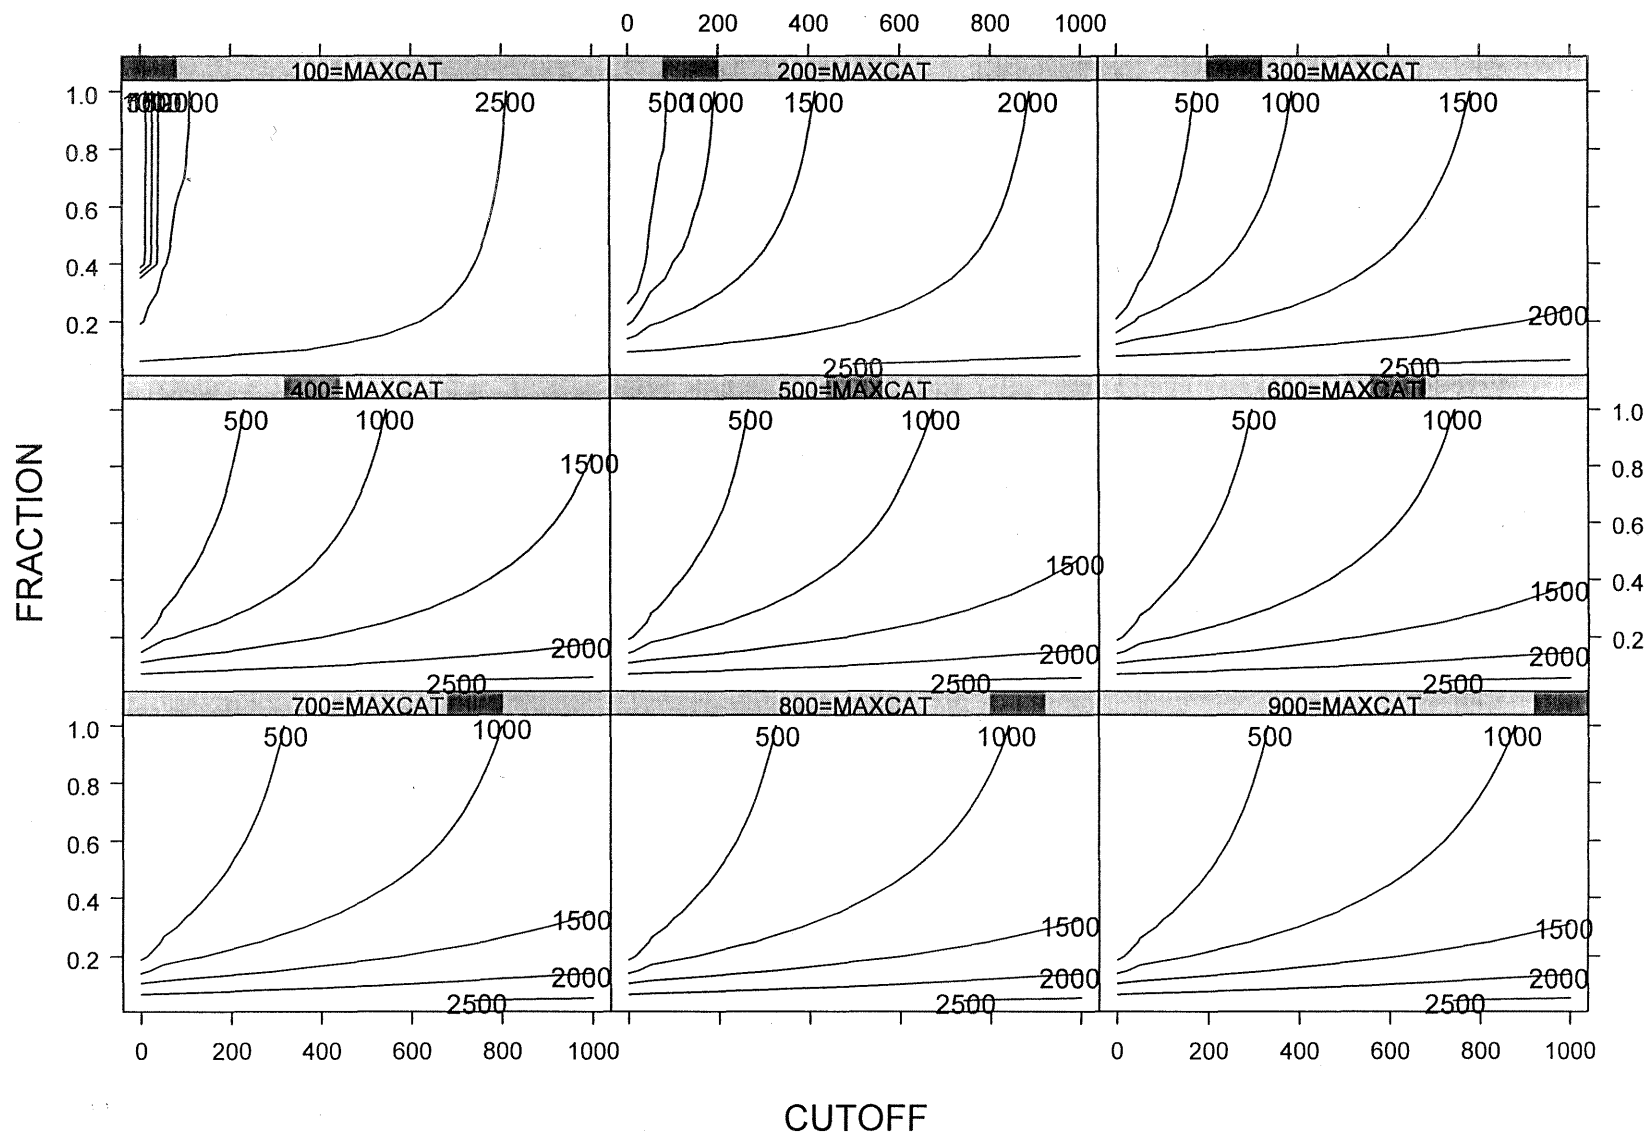 0 200 400 600 800 1000
100=MAXCAT 200=MAXCAT 300=MAXCAT
1.0 2000 2500 500 1000 1500 2000 500 1000 1500
0.8
0.6
0.4
0.2
2000
2500 2500
400=MAXCAT 500=MAXCAT 600=MAXCAT
500 1000 500 1000 500 1000 1.0
1500 0.8
0.6
1500 1500 0.4
2000 2000 2000 0.2
2500 2500 2500
FRACTION
700=MAXCAT 800=MAXCAT 900=MAXCAT
1.0 500 1000 500 1000 500 1000
0.8
0.6
0.4
1500 1500 1500
0.2 2000 2000 2000
2500 2500 2500
0 200 400 600 800 1000 0 200 400 600 800 1000
CUTOFF